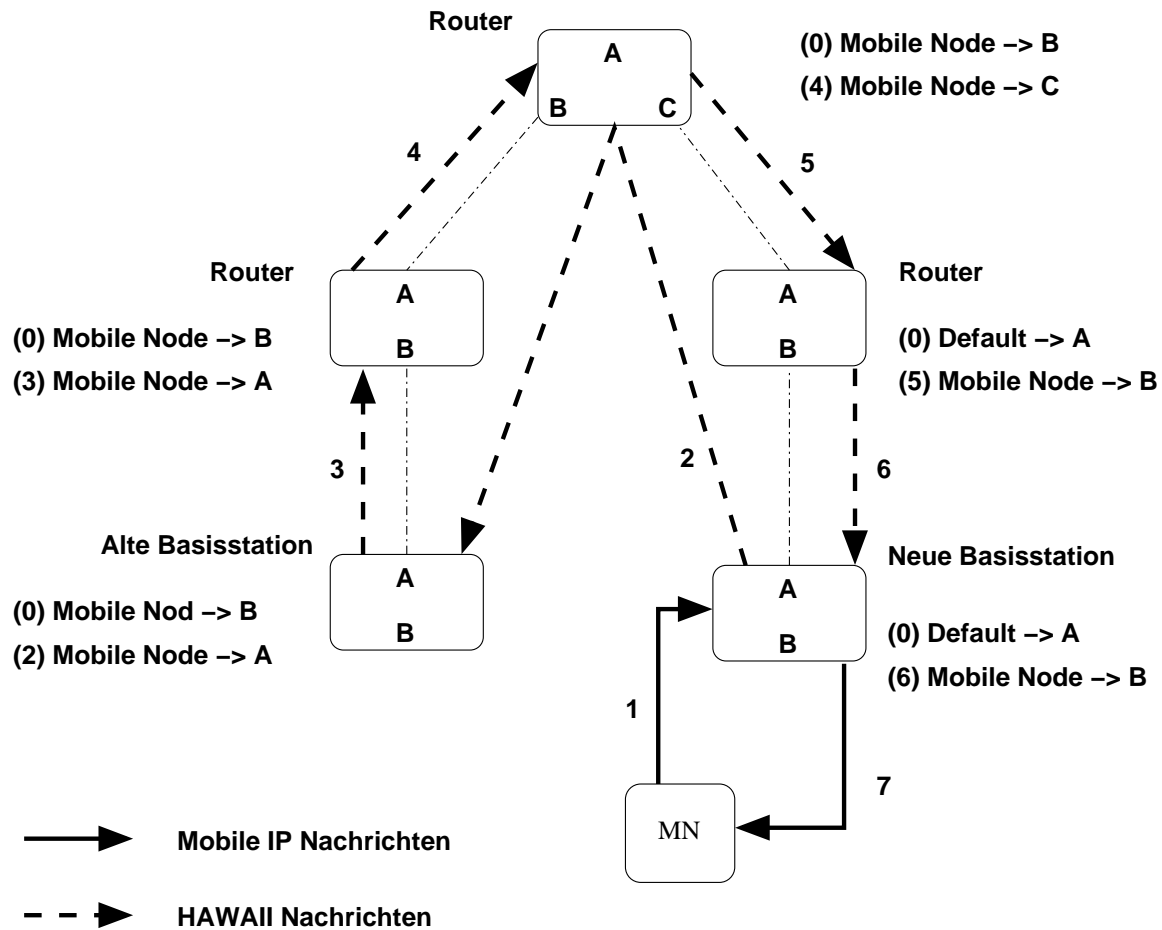 Router
A
B
C
(0) Mobile Node −> B
(4) Mobile Node −> C
4
5
Router
A
B
(0) Mobile Node −> B
(3) Mobile Node −> A
Router
A
B
(0) Default −> A
(5) Mobile Node −> B
3
2
6
Alte Basisstation
A
B
(0) Mobile Nod −> B
(2) Mobile Node −> A
Neue Basisstation
A
B
(0) Default −> A
(6) Mobile Node −> B
1
7
MN
Mobile IP Nachrichten
HAWAII Nachrichten